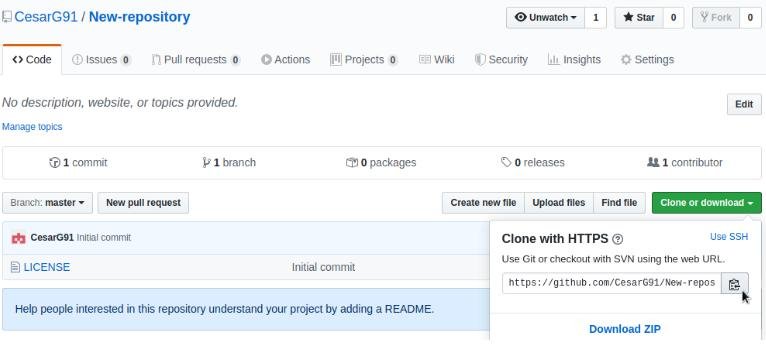 CesarG91 / New-repository
Unwatch 1 Star 0 Fork 0
Code Issues 0 Pull requests 0 Actions Projects 0 Wiki Security Insights Settings
No description, website, or topics provided. Edit
Manage topics
1 commit 1 branch 0 packages 0 releases 1 contributor
Branch: master New pull request Create new file Upload files Find file Clone or download
CesarG91 Initial commit
LICENSE Initial commit
Help people interested in this repository understand your project by adding a README.
Clone with HTTPS ? Use SSH
Use Git or checkout with SVN using the web URL.
https://github.com/CesarG91/New-repos
Download ZIP